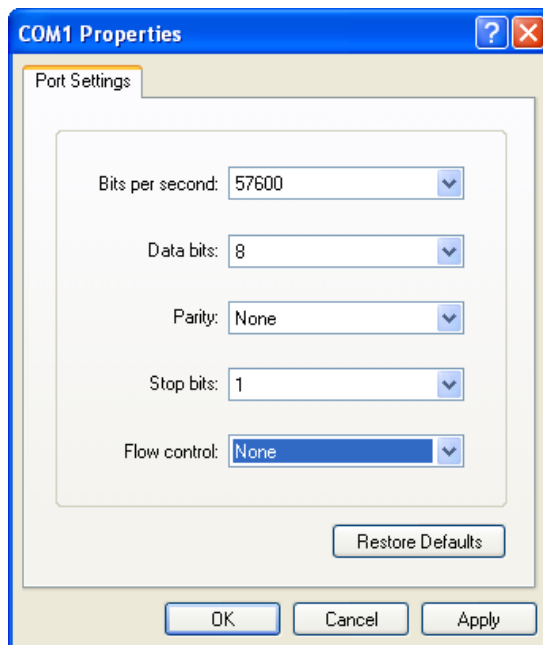 COM1 Properties
?
Port Settings
Bits per second: 57600
Data bits: 8
Parity: None
Stop bits: 1
Flow control: None
Restore Defaults
OK Cancel Apply